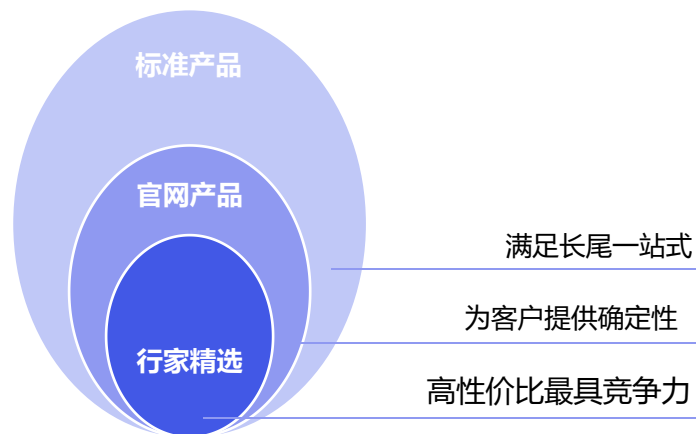 标准产品
官网产品
满足长尾一站式
为客户提供确定性
行家精选
高性价比最具竞争力